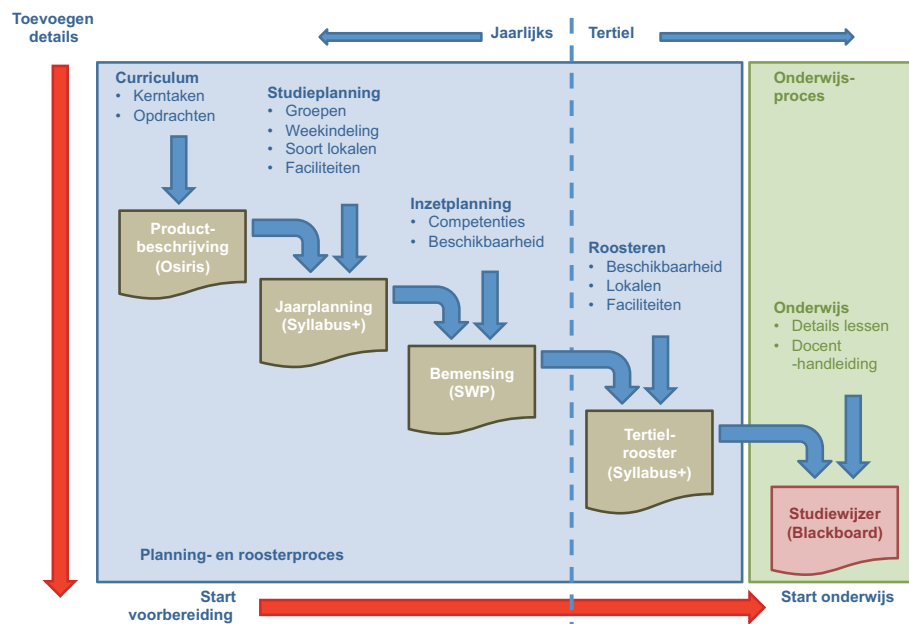 Toevoegen
details
Jaarlijks
Tertiel
Curriculum
• Kerntaken
• Opdrachten
Studieplanning
• Groepen
• Weekindeling
• Soort lokalen
• Faciliteiten
Onderwijs-
proces
Inzetplanning
• Competenties
• Beschikbaarheid
Product-
beschrijving
(Osiris)
Roosteren
• Beschikbaarheid
• Lokalen
• Faciliteiten
Jaarplanning
(Syllabus+)
Onderwijs
• Details lessen
• Docent
-handleiding
Bemensing
(SWP)
Tertiel-
rooster
(Syllabus+)
Studiewijzer
(Blackboard)
Planning- en roosterproces
Start
voorbereiding
Start onderwijs